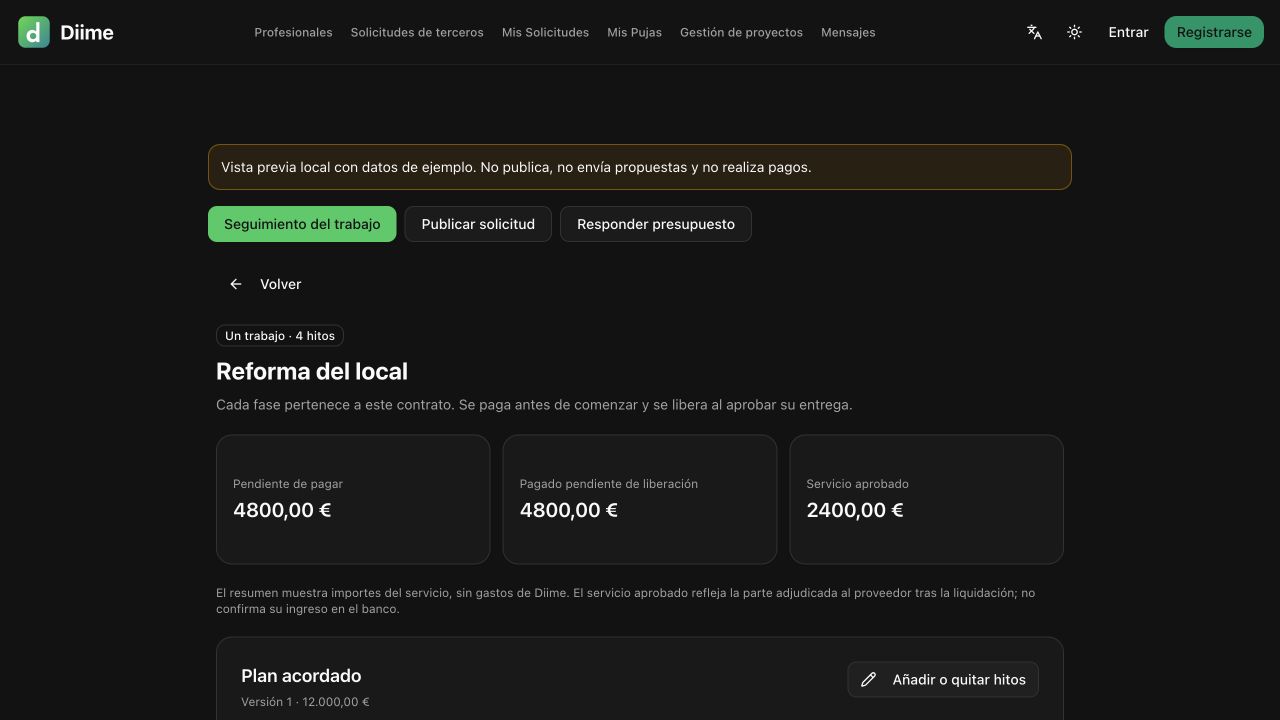 d Diime
Profesionales Solicitudes de terceros Mis Solicitudes Mis Pujas Gestión de proyectos Mensajes
Entrar Registrarse
Vista previa local con datos de ejemplo. No publica, no envía propuestas y no realiza pagos.
Seguimiento del trabajo Publicar solicitud Responder presupuesto
Volver
Un trabajo · 4 hitos
Reforma del local
Cada fase pertenece a este contrato. Se paga antes de comenzar y se libera al aprobar su entrega.
Pendiente de pagar
4800,00 €
Pagado pendiente de liberación
4800,00 €
Servicio aprobado
2400,00 €
El resumen muestra importes del servicio, sin gastos de Diime. El servicio aprobado refleja la parte adjudicada al proveedor tras la liquidación; no
confirma su ingreso en el banco.
Plan acordado
Versión 1 · 12.000,00 €
Añadir o quitar hitos